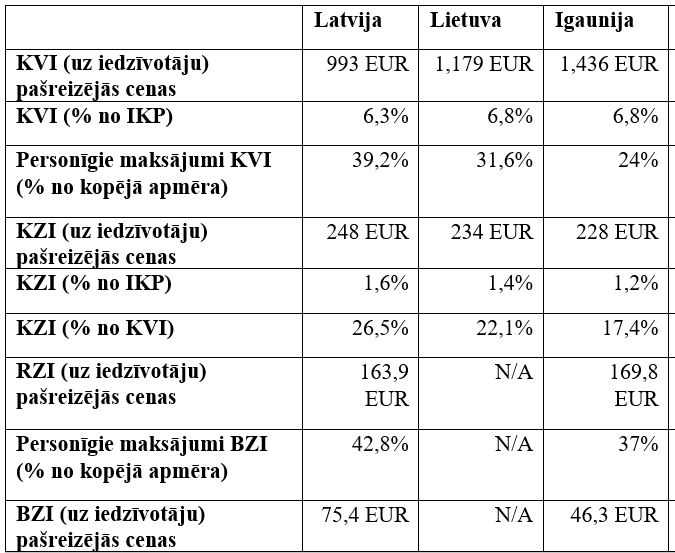 Latvija Lietuva Igaunija
KVI (uz iedzīvotāju) 993 EUR 1,179 EUR 1,436 EUR
pašreizējās cenas
KVI (% no IKP) 6,3% 6,8% 6,8%
Personīgie maksājumi KVI 39,2% 31,6% 24%
(% no kopējā apmēra)
KZI (uz iedzīvotāju) 248 EUR 234 EUR 228 EUR
pašreizējās cenas
KZI (% no IKP) 1,6% 1,4% 1,2%
KZI (% no KVI) 26,5% 22,1% 17,4%
RZI (uz iedzīvotāju) 163,9 N/A 169,8
pašreizējās cenas EUR EUR
Personīgie maksājumi BZI 42,8% N/A 37%
(% no kopējā apmēra)
BZI (uz iedzīvotāju) 75,4 EUR N/A 46,3 EUR
pašreizējās cenas